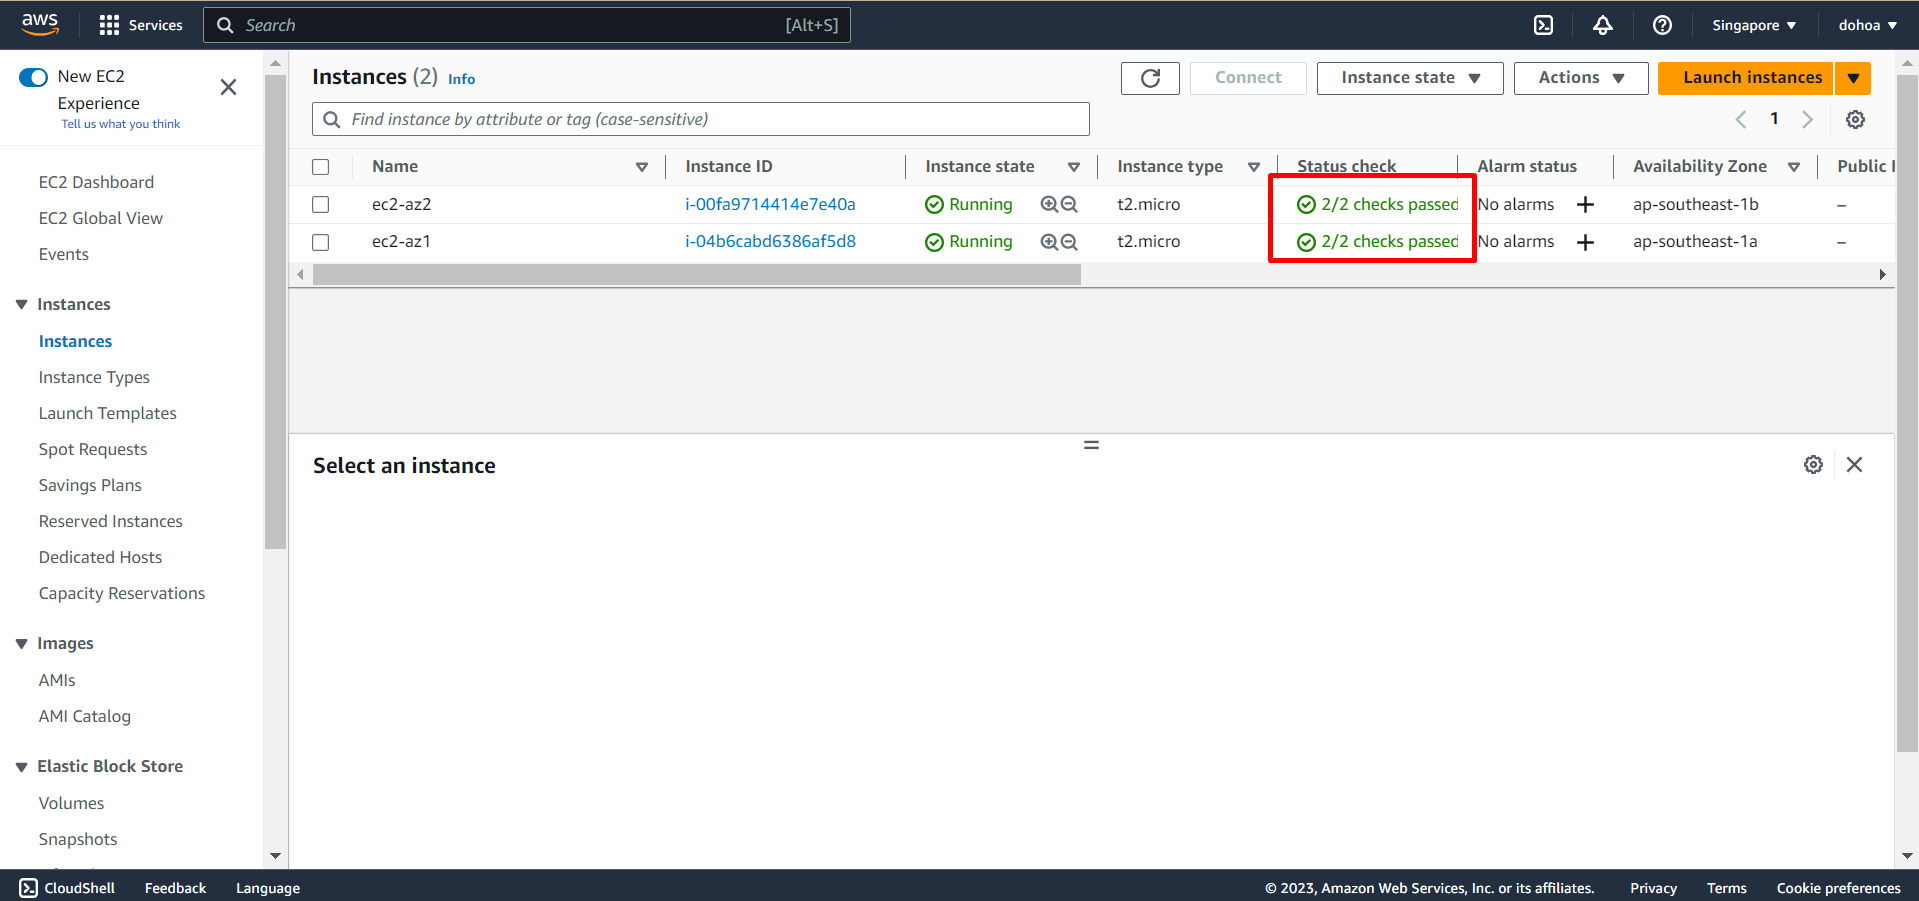 aws
Services
Search
[Alt+S]
Singapore
dohoa
New EC2
Experience
Tell us what you think
EC2 Dashboard
EC2 Global View
Events
Instances
Instances
Instance Types
Launch Templates
Spot Requests
Savings Plans
Reserved Instances
Dedicated Hosts
Capacity Reservations
Images
AMIs
AMI Catalog
Elastic Block Store
Volumes
Snapshots
Instances (2) Info
Connect
Instance state
Actions
Launch instances
Find instance by attribute or tag (case-sensitive)
1
Name Instance ID Instance state Instance type Status check Alarm status Availability Zone Public I
ec2-az2 i-00fa9714414e7e40a Running t2.micro 2/2 checks passed No alarms + ap-southeast-1b –
ec2-az1 i-04b6cabd6386af5d8 Running t2.micro 2/2 checks passed No alarms + ap-southeast-1a –
Select an instance
CloudShell Feedback Language © 2023, Amazon Web Services, Inc. or its affiliates. Privacy Terms Cookie preferences